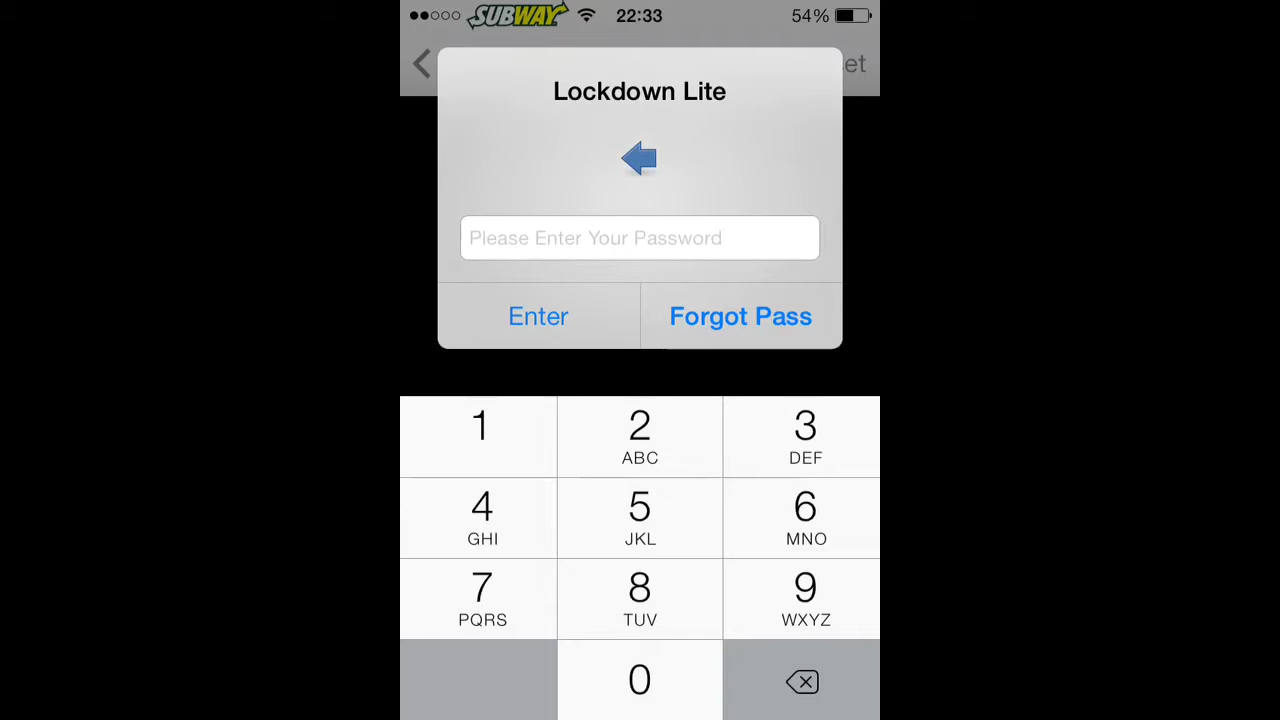 SUBWAY 22:33 54%
et
Lockdown Lite
Please Enter Your Password
Enter Forgot Pass
1 2 3
ABC DEF
4 5 6
GHI JKL MNO
7 8 9
PQRS TUV WXYZ
0